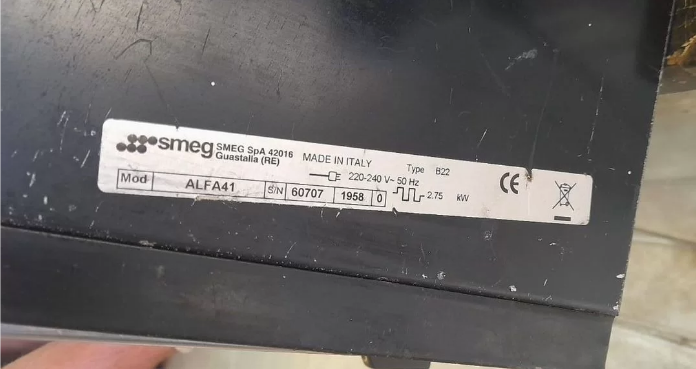 smeg SMEG SpA 42016
Guastalla (RE)
MADE IN ITALY
Type B22
220-240 V~ 50 Hz
CE
Mod ALFA41
S/N 60707 1958 0
2.75 kW